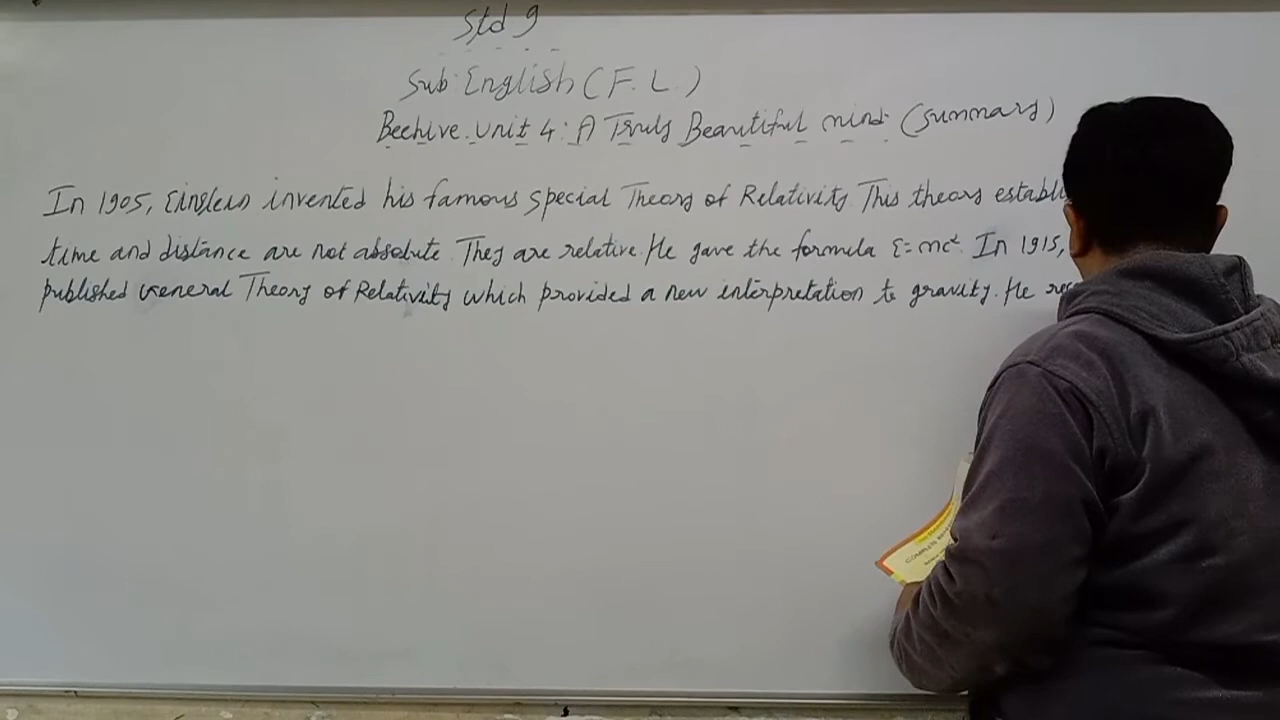 Std 9
Sub: English (F.L.)
Beehive Unit 4: A Truly Beautiful mind (summary)
In 1905, Einstein invented his famous special Theory of Relativity This theory establi
time and distance are not absolute. They are relative. He gave the formula E=mc². In 1915,
published General Theory of Relativity which provided a new interpretation to gravity. He